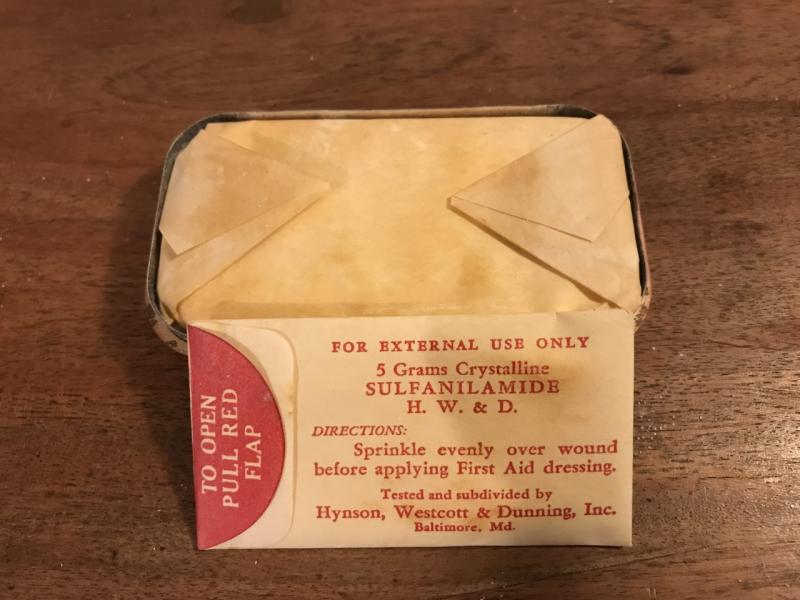 FOR EXTERNAL USE ONLY
5 Grams Crystalline
SULFANILAMIDE
H. W. & D.
DIRECTIONS:
Sprinkle evenly over wound
before applying First Aid dressing.
Tested and subdivided by
Hynson, Westcott & Dunning, Inc.
Baltimore, Md.
TO OPEN
PULL RED
FLAP